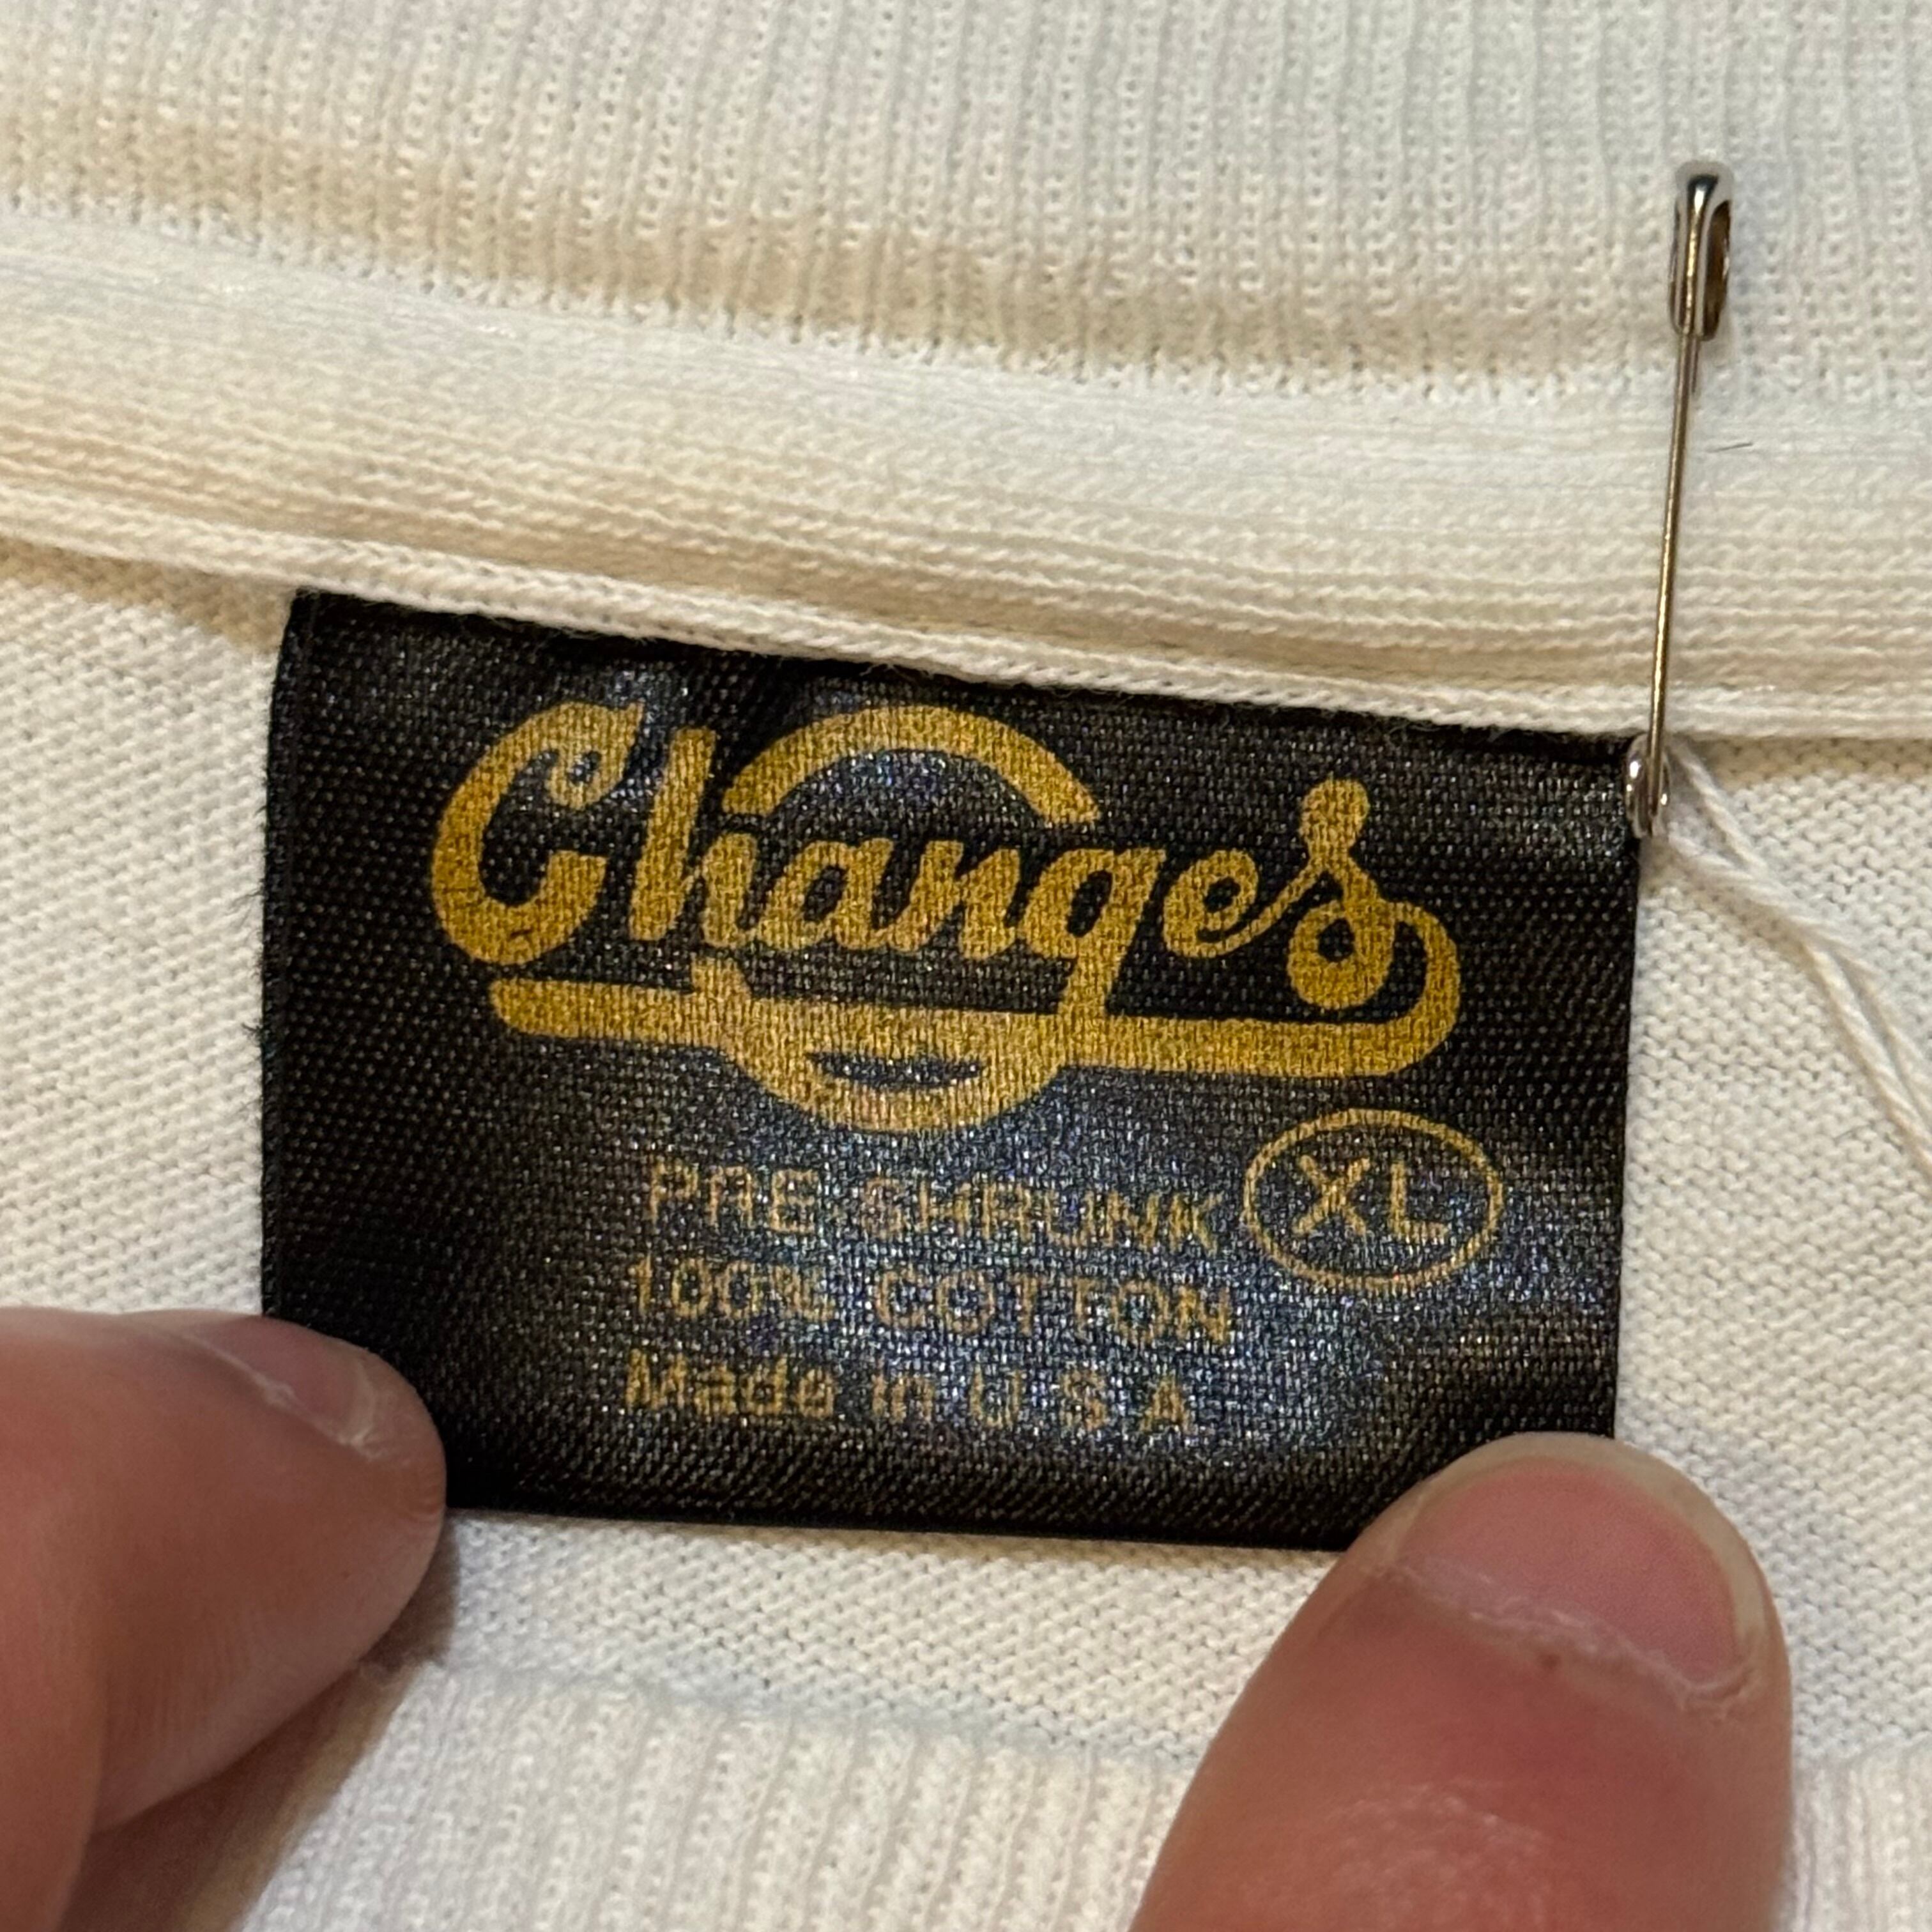 Changes
PRE SHRUNK XL
100% COTTON
Made in U S A